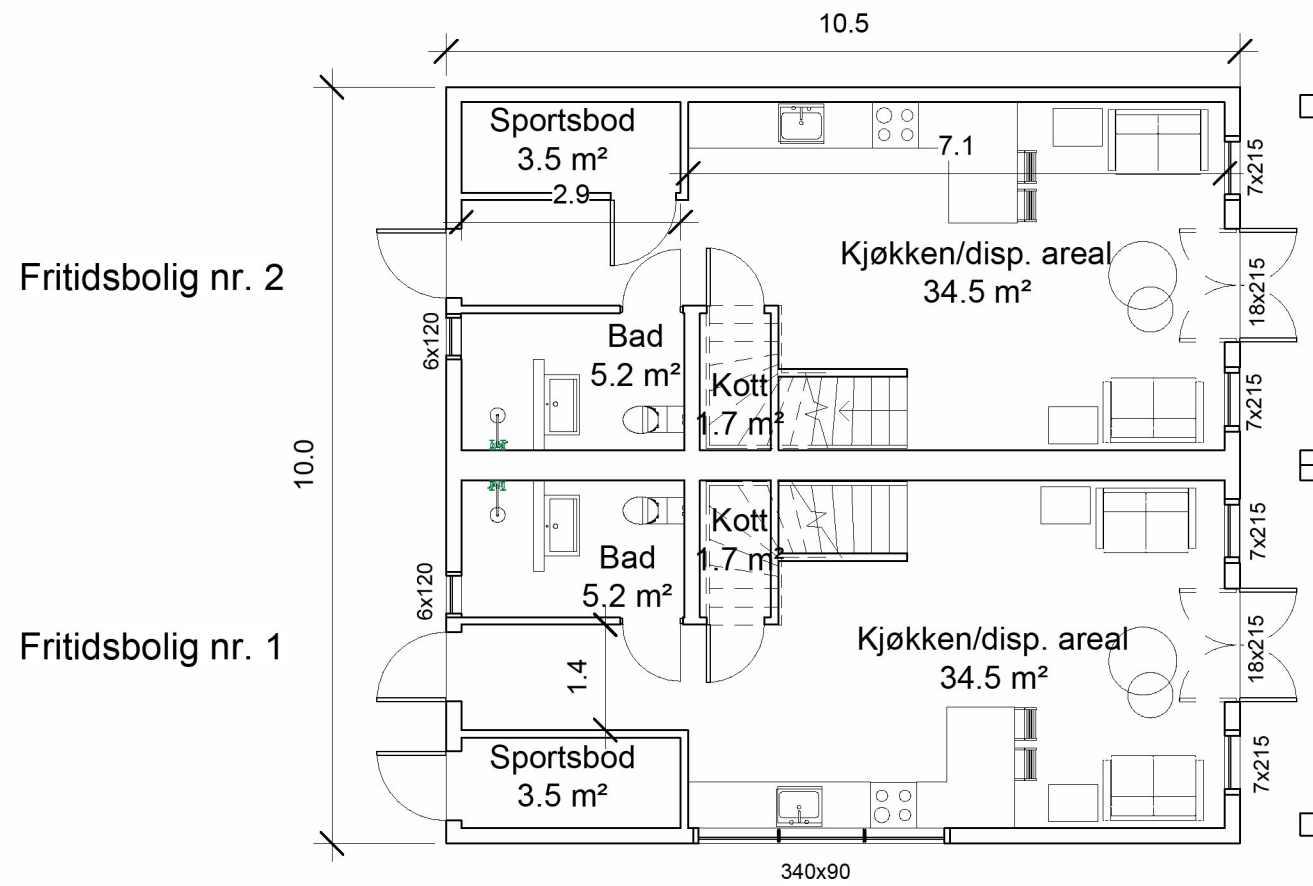 10.5
Sportsbod
3.5 m²
2.9
7.1
7x215
Fritidsbolig nr. 2
Kjøkken/disp. areal
34.5 m²
18x215
6x120
Bad
5.2 m²
Kott
1.7 m²
7x215
10.0
Kott
1.7 m²
7x215
Bad
5.2 m²
6x120
Fritidsbolig nr. 1
Kjøkken/disp. areal
34.5 m²
18x215
1.4
Sportsbod
3.5 m²
7x215
340x90